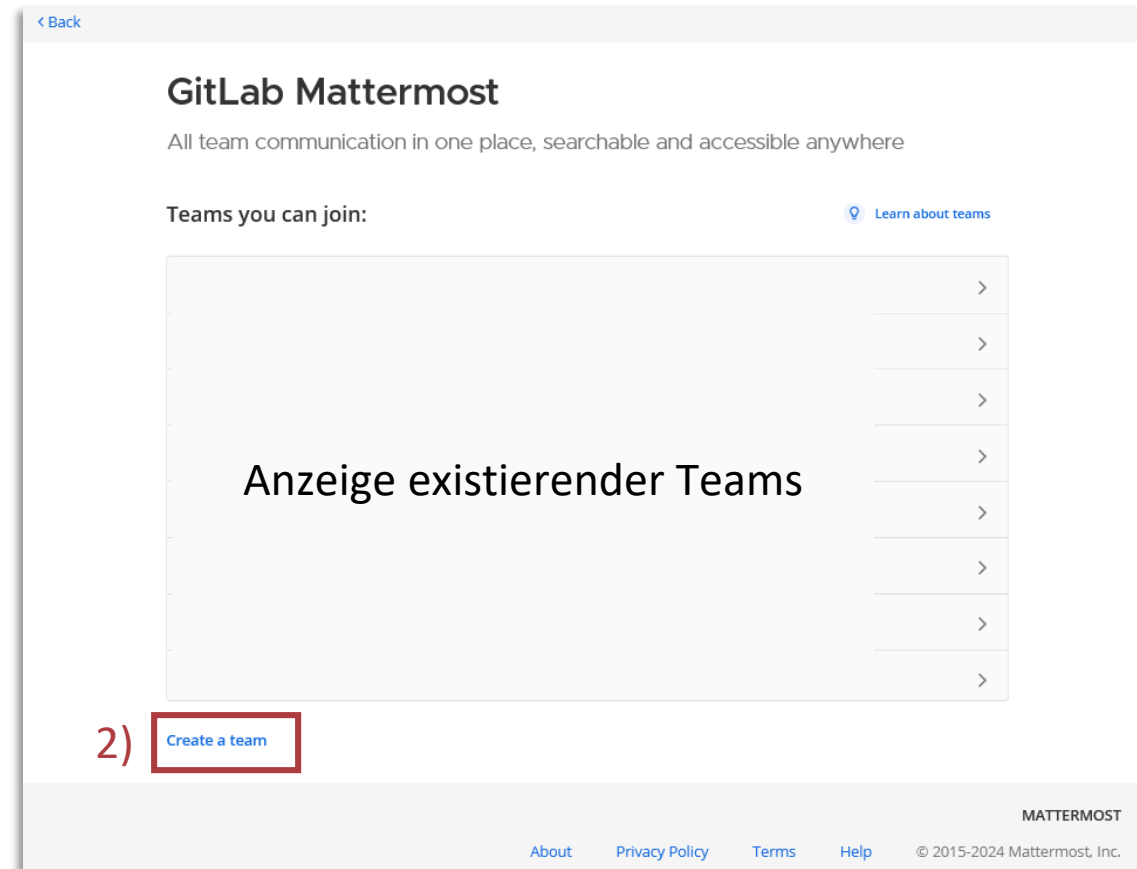 < Back
GitLab Mattermost
All team communication in one place, searchable and accessible anywhere
Teams you can join:
Learn about teams
Anzeige existierender Teams
2)
Create a team
MATTERMOST
About Privacy Policy Terms Help © 2015-2024 Mattermost, Inc.